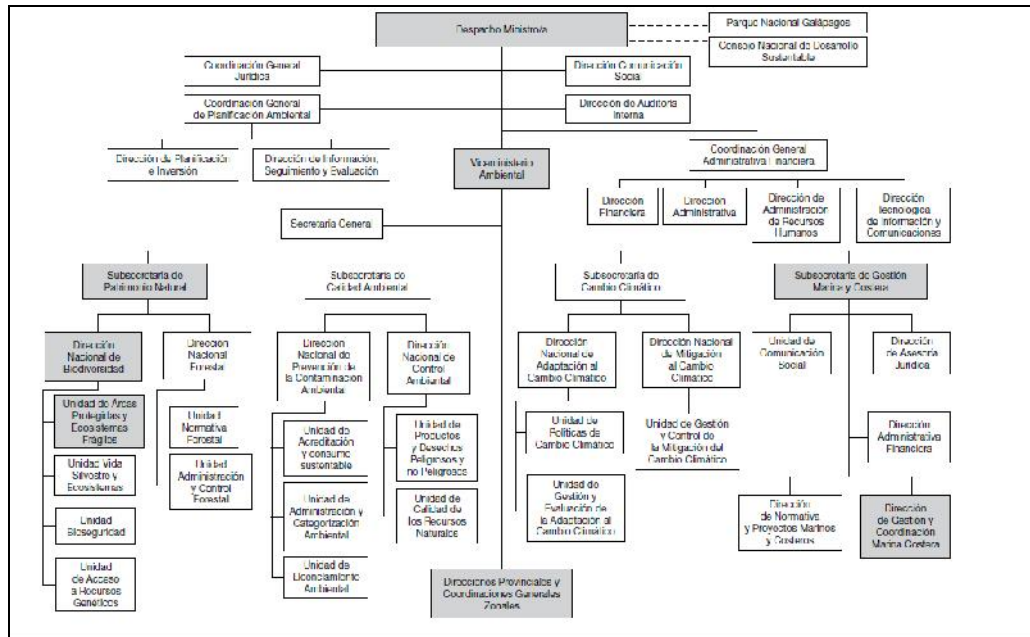 Despacho Ministro/a
Parque Nacional Galápagos
Consejo Nacional de Desarrollo
Sustentable
Coordinación General
Jurídica
Dirección Comunicación
Social
Coordinación General
de Planificación Ambiental
Dirección de Auditoría
Interna
Dirección de Planificación
e Inversión
Dirección de Información,
Seguimiento y Evaluación
Viceministerio
Ambiental
Coordinación General
Administrativa Financiera
Dirección
Financiera
Dirección
Administrativa
Dirección de
Administración
de Recursos
Humanos
Dirección
Tecnológica
de Información y
Comunicaciones
Secretaría General
Subsecretaría de
Patrimonio Natural
Subsecretaría de
Calidad Ambiental
Subsecretaría de
Cambio Climático
Subsecretaría de Gestión
Marina y Costera
Dirección
Nacional de
Biodiversidad
Dirección
Nacional
Forestal
Dirección
Nacional de
Prevención de
la Contaminación
Ambiental
Dirección
Nacional de
Control
Ambiental
Dirección
Nacional de
Adaptación al
Cambio Climático
Dirección Nacional
de Mitigación
al Cambio
Climático
Unidad de
Comunicación
Social
Dirección
de Asesoría
Jurídica
Unidad de Áreas
Protegidas y
Ecosistemas
Frágiles
Unidad
Normativa
Forestal
Unidad de
Acreditación
y consumo
sustentable
Unidad de
Productos
y Desechos
Peligrosos y
no Peligrosos
Unidad de
Políticas de
Cambio Climático
Unidad de Gestión
y Control de
la Mitigación del
Cambio Climático
Dirección
Administrativa
Financiera
Unidad Vida
Silvestre y
Ecosistemas
Unidad
Administración
y Control
Forestal
Unidad de
Administración y
Categorización
Ambiental
Unidad de
Calidad de
los Recursos
Naturales
Unidad de
Gestión y
Evaluación de
la Adaptación al
Cambio Climático
Dirección
de Normativa
y Proyectos Marinos
y Costeros
Dirección
de Gestión y
Coordinación
Marina Costera
Unidad
Bioseguridad
Unidad
de Acceso
a Recursos
Genéticos
Unidad de
Licenciamiento
Ambiental
Direcciones Provinciales y
Coordinaciones Generales
Zonales